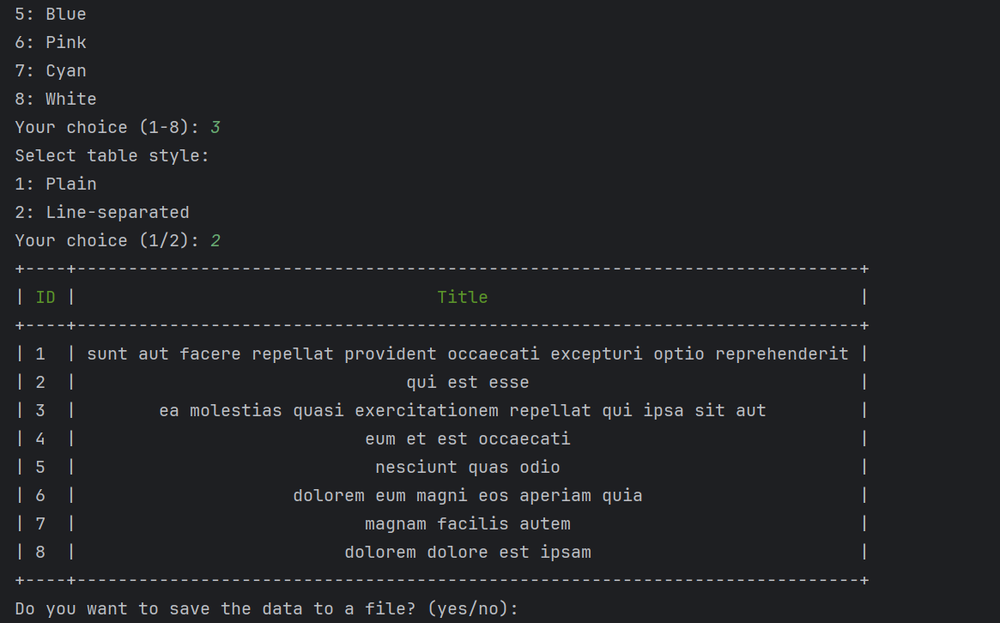 5: Blue
6: Pink
7: Cyan
8: White
Your choice (1-8): 3
Select table style:
1: Plain
2: Line-separated
Your choice (1/2): 2
+----+----------------------------------------------------------------------------+
| ID |                                   Title                                    |
+----+----------------------------------------------------------------------------+
| 1  | sunt aut facere repellat provident occaecati excepturi optio reprehenderit |
| 2  |                                qui est esse                                |
| 3  |        ea molestias quasi exercitationem repellat qui ipsa sit aut         |
| 4  |                            eum et est occaecati                            |
| 5  |                             nesciunt quas odio                             |
| 6  |                     dolorem eum magni eos aperiam quia                     |
| 7  |                            magnam facilis autem                            |
| 8  |                          dolorem dolore est ipsam                          |
+----+----------------------------------------------------------------------------+
Do you want to save the data to a file? (yes/no):